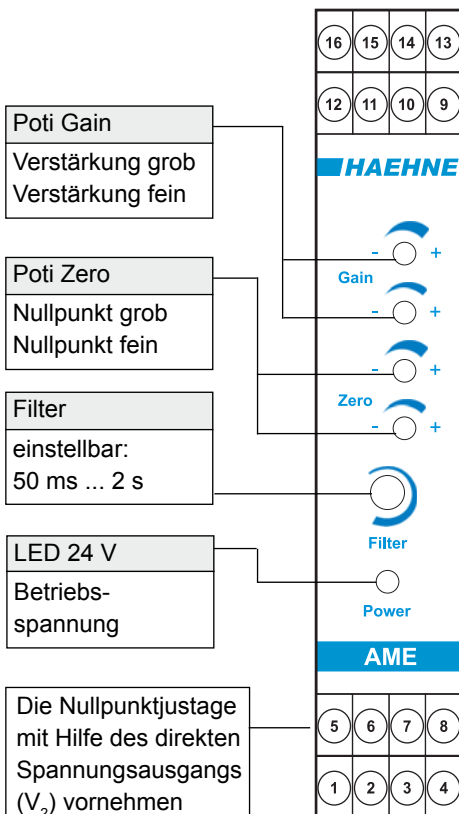 16 15 14 13
12 11 10 9
HAEHNE
Poti Gain
Verstärkung grob
Verstärkung fein
- +
Gain
- +
Poti Zero
Nullpunkt grob
Nullpunkt fein
- +
Zero
- +
Filter
einstellbar:
50 ms ... 2 s
Filter
LED 24 V
Betriebs-
spannung
Power
AME
Die Nullpunktjustage
mit Hilfe des direkten
Spannungsausgangs
(V₂) vornehmen
5 6 7 8
1 2 3 4